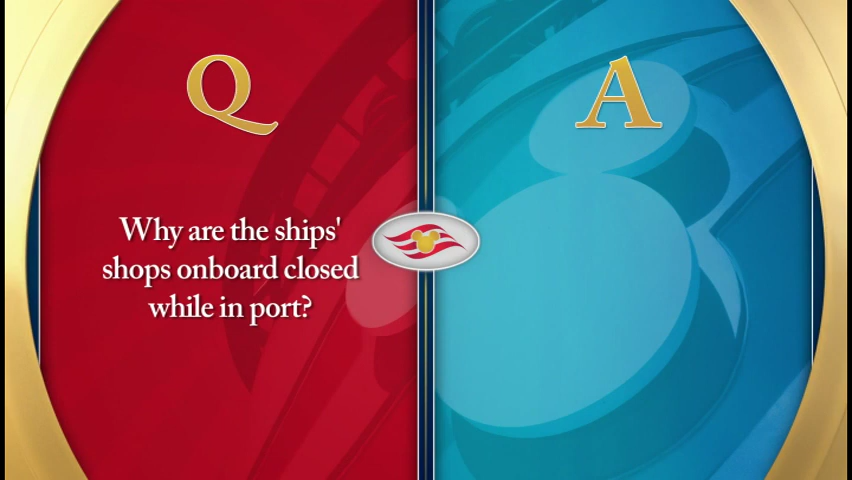 Q
A
Why are the ships'
shops onboard closed
while in port?